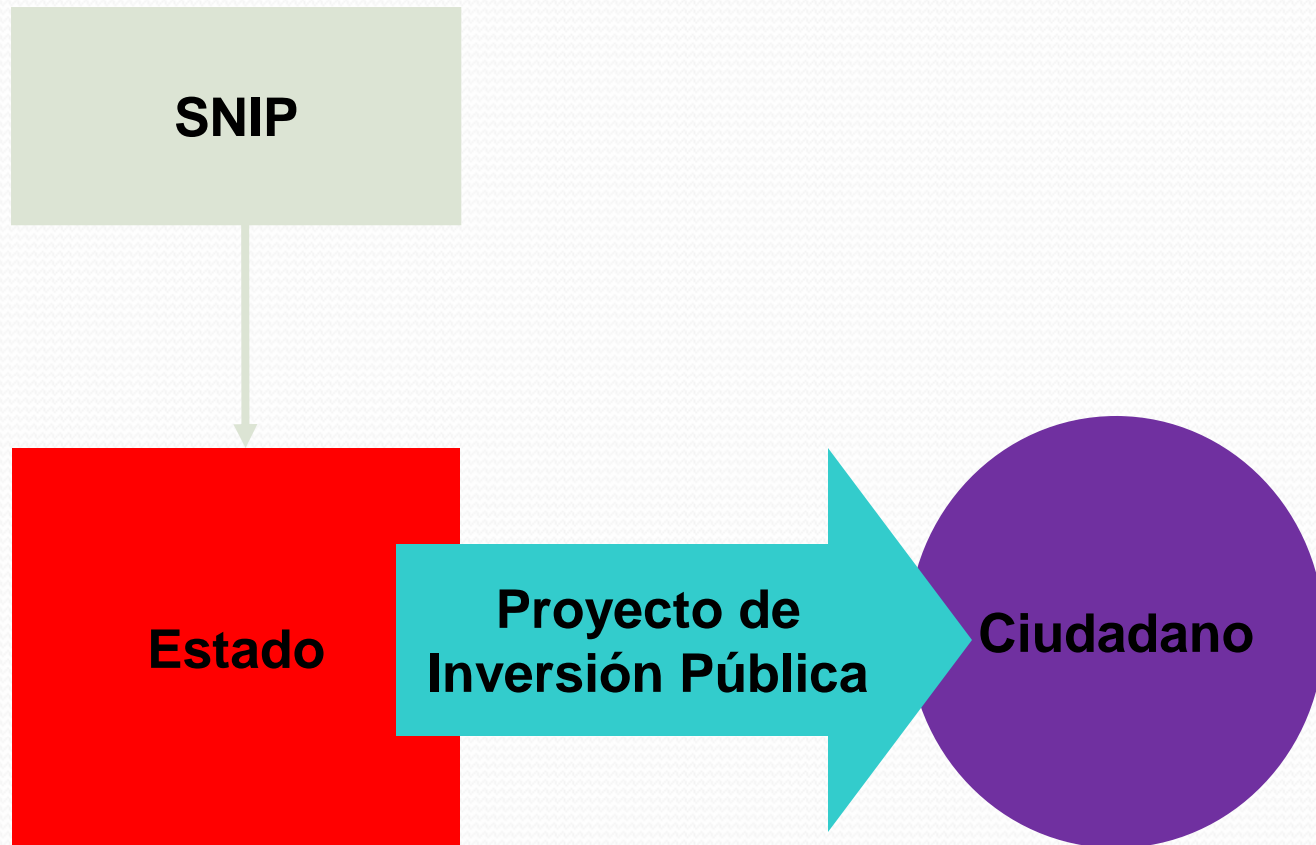 SNIP
Estado
Proyecto de
Inversión Pública
Ciudadano